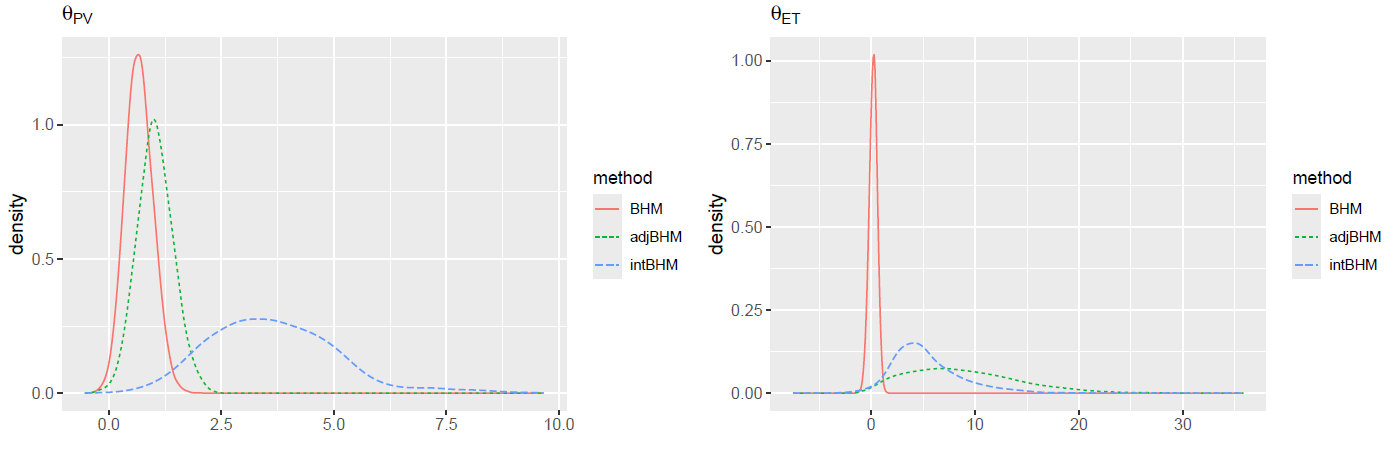 θPV
density
1.0
0.5
0.0
0.0
2.5
5.0
7.5
10.0
method
BHM
adjBHM
intBHM
θET
density
1.00
0.75
0.50
0.25
0.00
0
10
20
30
method
BHM
adjBHM
intBHM